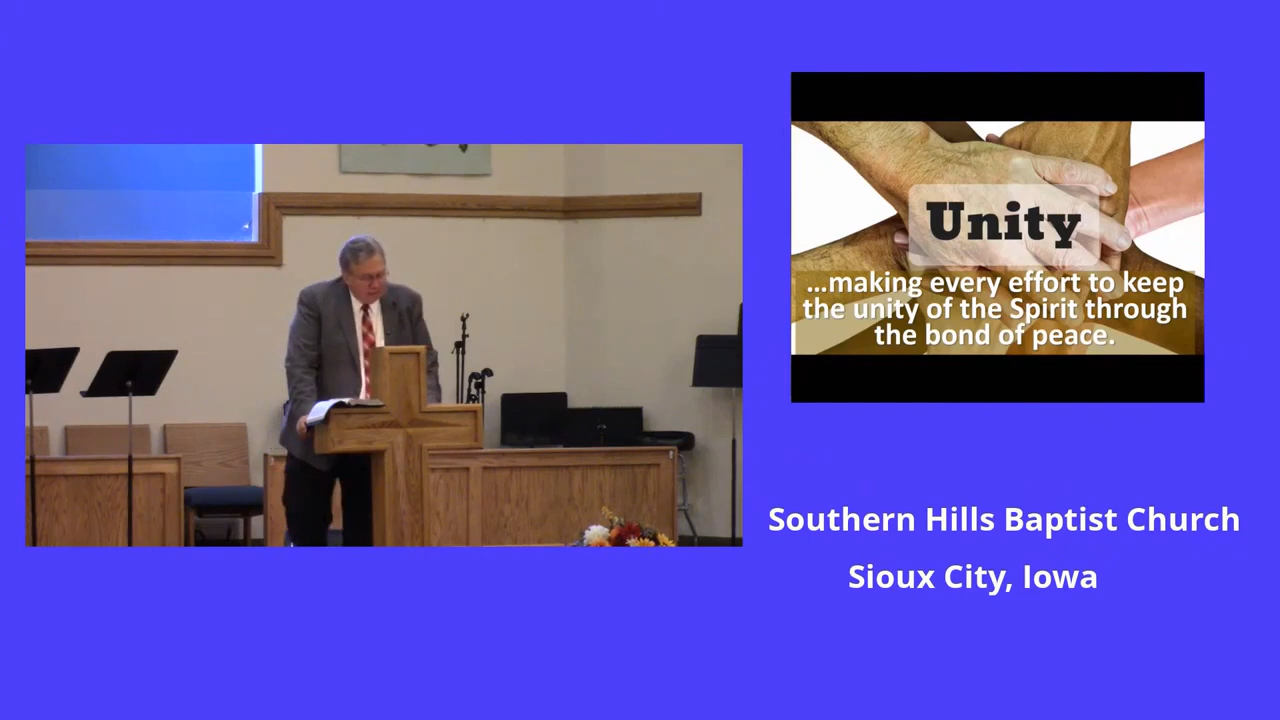 Unity
...making every effort to keep
the unity of the Spirit through
the bond of peace.
Southern Hills Baptist Church
Sioux City, Iowa